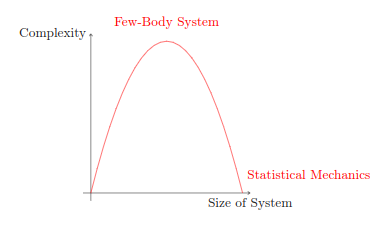 Few-Body System
Complexity
Statistical Mechanics
Size of System